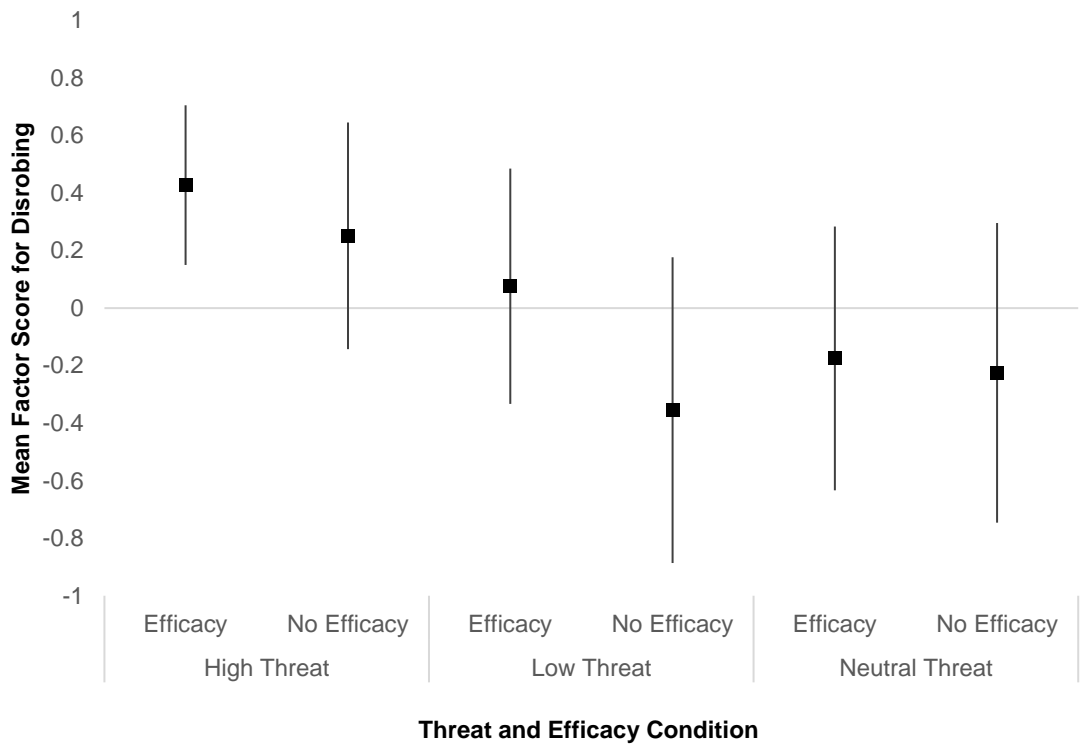 1
0.8
0.6
0.4
0.2
0
-0.2
-0.4
-0.6
-0.8
-1
Mean Factor Score for Disrobing
Efficacy No Efficacy Efficacy No Efficacy Efficacy No Efficacy
High Threat Low Threat Neutral Threat
Threat and Efficacy Condition